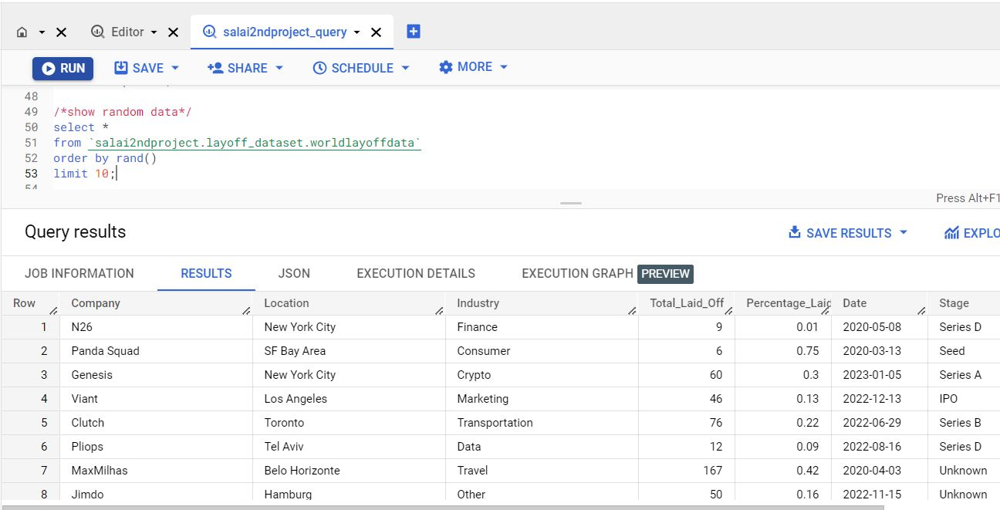 Editor
salai2ndproject_query
RUN SAVE SHARE SCHEDULE MORE
48
49 /*show random data*/
50 select *
51 from `salai2ndproject.layoff_dataset.worldlayoffdata`
52 order by rand()
53 limit 10;
54
Press Alt+F1
Query results
SAVE RESULTS EXPLO
JOB INFORMATION RESULTS JSON EXECUTION DETAILS EXECUTION GRAPH PREVIEW
Row Company Location Industry Total_Laid_Off Percentage_Laid Date Stage
1 N26 New York City Finance 9 0.01 2020-05-08 Series D
2 Panda Squad SF Bay Area Consumer 6 0.75 2020-03-13 Seed
3 Genesis New York City Crypto 60 0.3 2023-01-05 Series A
4 Viant Los Angeles Marketing 46 0.13 2022-12-13 IPO
5 Clutch Toronto Transportation 76 0.22 2022-06-29 Series B
6 Pliops Tel Aviv Data 12 0.09 2022-08-16 Series D
7 MaxMilhas Belo Horizonte Travel 167 0.42 2020-04-03 Unknown
8 Jimdo Hamburg Other 50 0.16 2022-11-15 Unknown